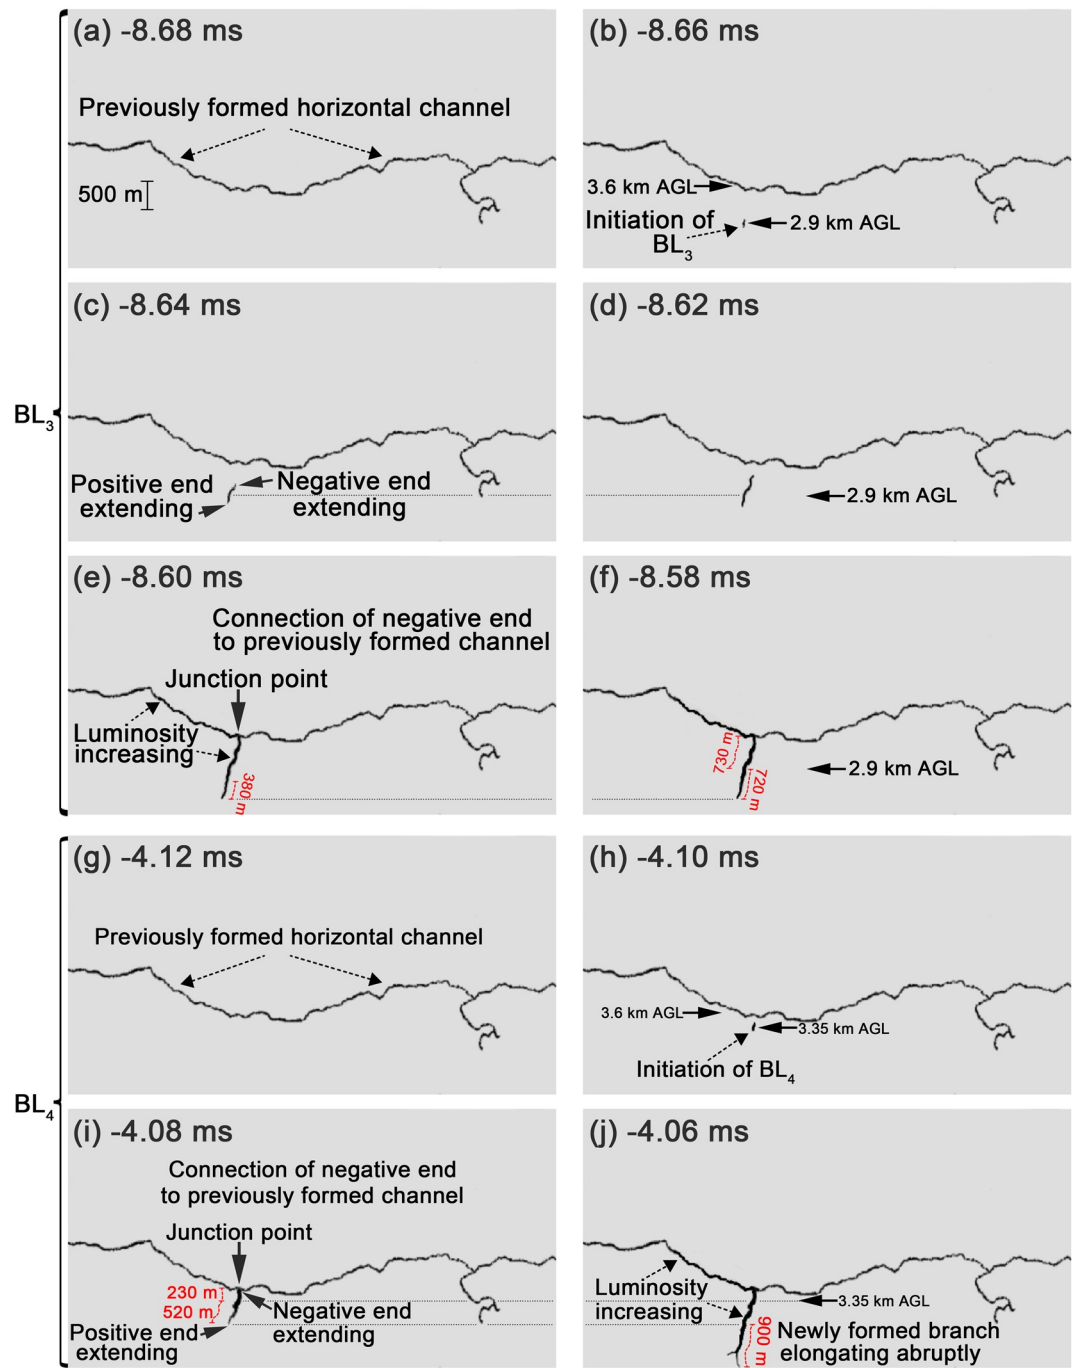 (a) -8.68 ms
Previously formed horizontal channel
500 m
(b) -8.66 ms
3.6 km AGL
Initiation of
BL3
2.9 km AGL
(c) -8.64 ms
Positive end
extending
Negative end
extending
(d) -8.62 ms
2.9 km AGL
BL3
(e) -8.60 ms
Connection of negative end
to previously formed channel
Junction point
Luminosity
increasing
380 m
(f) -8.58 ms
730 m
720 m
2.9 km AGL
(g) -4.12 ms
Previously formed horizontal channel
(h) -4.10 ms
3.6 km AGL
3.35 km AGL
Initiation of BL4
BL4
(i) -4.08 ms
Connection of negative end
to previously formed channel
Junction point
230 m
520 m
Negative end
extending
Positive end
extending
(j) -4.06 ms
Luminosity
increasing
3.35 km AGL
900 m
Newly formed branch
elongating abruptly